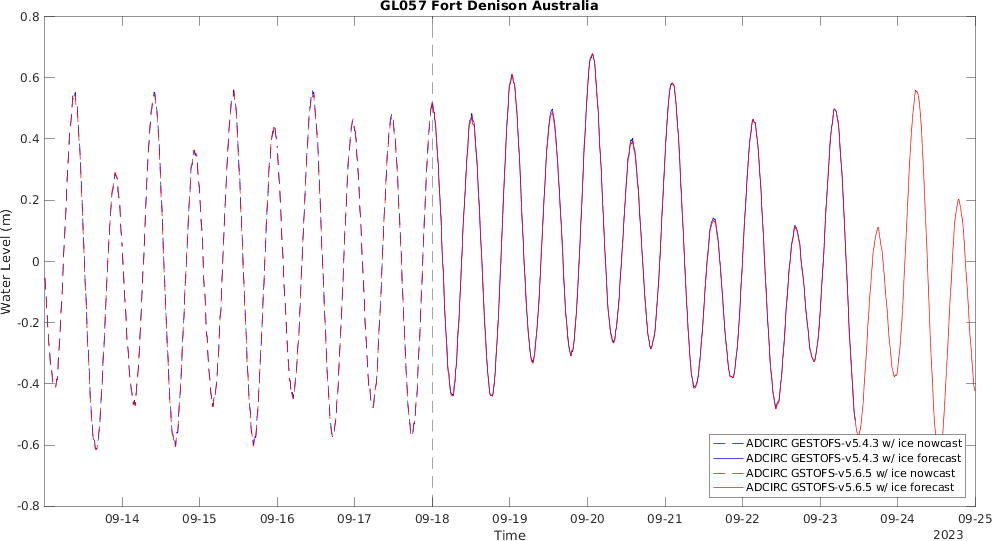 GL057 Fort Denison Australia
0.8
0.6
0.4
0.2
0
-0.2
-0.4
-0.6
-0.8
Water Level (m)
ADCIRC GESTOFS-v5.4.3 w/ ice nowcast
ADCIRC GESTOFS-v5.4.3 w/ ice forecast
ADCIRC GSTOFS-v5.6.5 w/ ice nowcast
ADCIRC GSTOFS-v5.6.5 w/ ice forecast
09-14 09-15 09-16 09-17 09-18 09-19 09-20 09-21 09-22 09-23 09-24 09-25
Time
2023